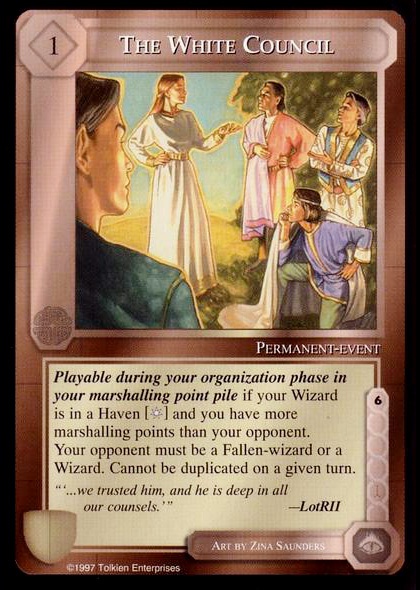 1
THE WHITE COUNCIL
PERMANENT-EVENT
Playable during your organization phase in
your marshalling point pile if your Wizard
is in a Haven [☼] and you have more
marshalling points than your opponent.
Your opponent must be a Fallen-wizard or a
Wizard. Cannot be duplicated on a given turn.
6
“‘...we trusted him, and he is deep in all
our counsels.’” —LotRII
ART BY ZINA SAUNDERS
©1997 Tolkien Enterprises